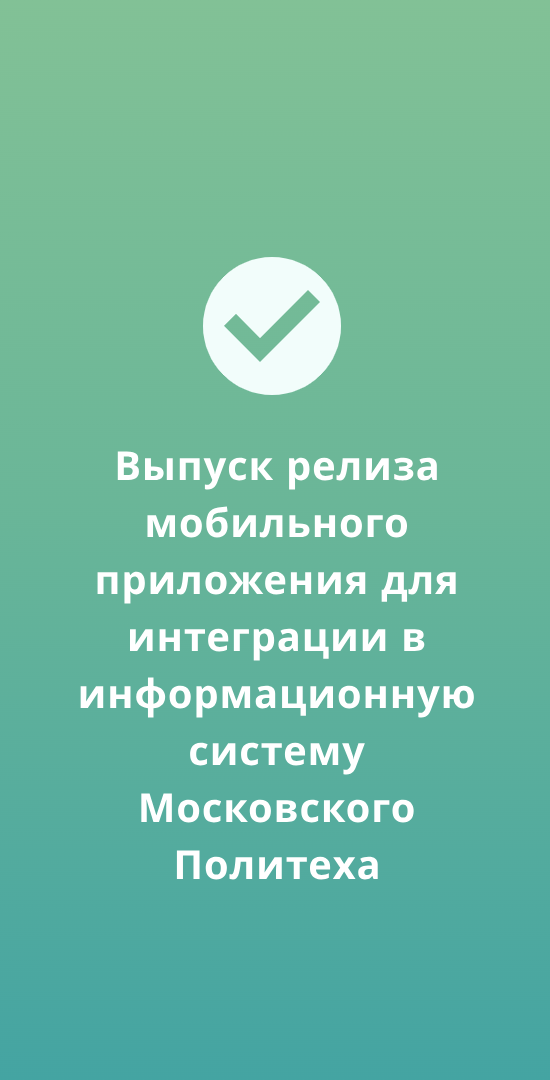 Выпуск релиза
мобильного
приложения для
интеграции в
информационную
систему
Московского
Политеха